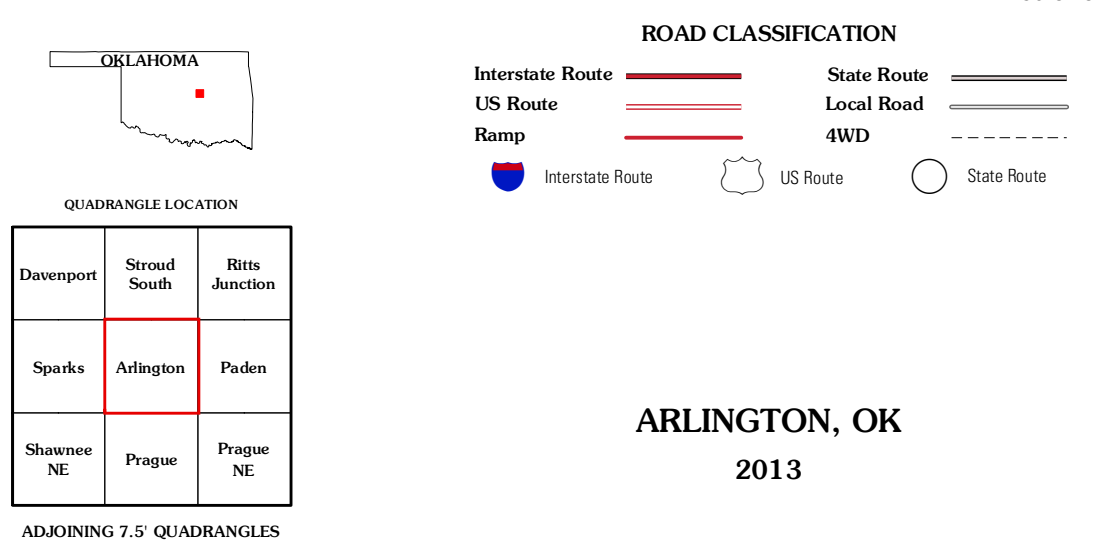 OKLAHOMA
QUADRANGLE LOCATION
Davenport
Stroud
South
Ritts
Junction
Sparks
Arlington
Paden
Shawnee
NE
Prague
Prague
NE
ADJOINING 7.5' QUADRANGLES
ROAD CLASSIFICATION
Interstate Route
State Route
US Route
Local Road
Ramp
4WD
Interstate Route
US Route
State Route
ARLINGTON, OK
2013